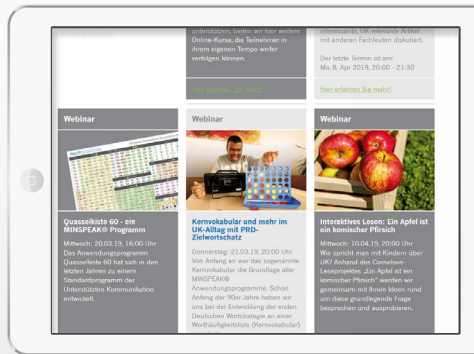 unterstützen, bieten wir hier weitere
Online-Kurse, die Teilnehmer in
ihrem eigenen Tempo weiter
verfolgen können.
Hier erfahren Sie mehr!
interessante, UK-relevante Artikel
mit anderen Fachleuten diskutiert.
Der letzte Termin ist am:
Mo, 8. Apr 2019, 20:00 - 21:30
Hier erfahren Sie mehr!
Webinar
Quasselkiste 60 - ein
MINSPEAK® Programm
Mittwoch: 20.03.19, 16:00 Uhr
Das Anwendungsprogramm
Quasselkiste 60 hat sich in den
letzten Jahren zu einem
Standardprogramm der
Unterstützten Kommunikation
entwickelt.
Webinar
Kernvokabular und mehr im
UK-Alltag mit PRD-
Zielwortschatz
Donnerstag: 21.03.19, 20:00 Uhr
Von Anfang an war das sogenannte
Kernvokabular die Grundlage aller
MINSPEAK®
Anwendungsprogramme. Schon
Anfang der 90er Jahre haben wir
uns bei der Entwicklung der ersten
Deutschen Wortstrategie an einer
Worthäufigkeitsliste (Kernvokabular)
Webinar
Interaktives Lesen: Ein Apfel ist
ein komischer Pfirsich
Mittwoch: 10.04.19, 20:00 Uhr
Wie spricht man mit Kindern über
UK? Anhand des Cornelsen-
Leseprojektes „Ein Apfel ist ein
komischer Pfirsich" werden wir
gemeinsam mit Ihnen Ideen rund
um diese grundlegende Frage
besprechen und ausprobieren.